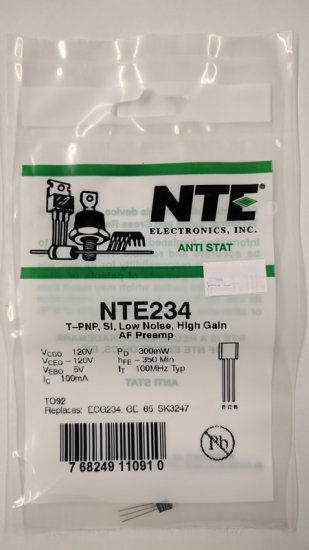 NTE®
ELECTRONICS, INC.
ANTI STAT
NTE234
T-PNP, Si, Low Noise, High Gain
AF Preamp
VCBO 120V PD 300mW
VCEO -120V hFE - 350 Min
VEBO 5V fT 100MHz Typ
IC 100mA
TO92
Replaces: ECG234, GE 65 SK3247
E C B
Pb
7 68249 11091 0